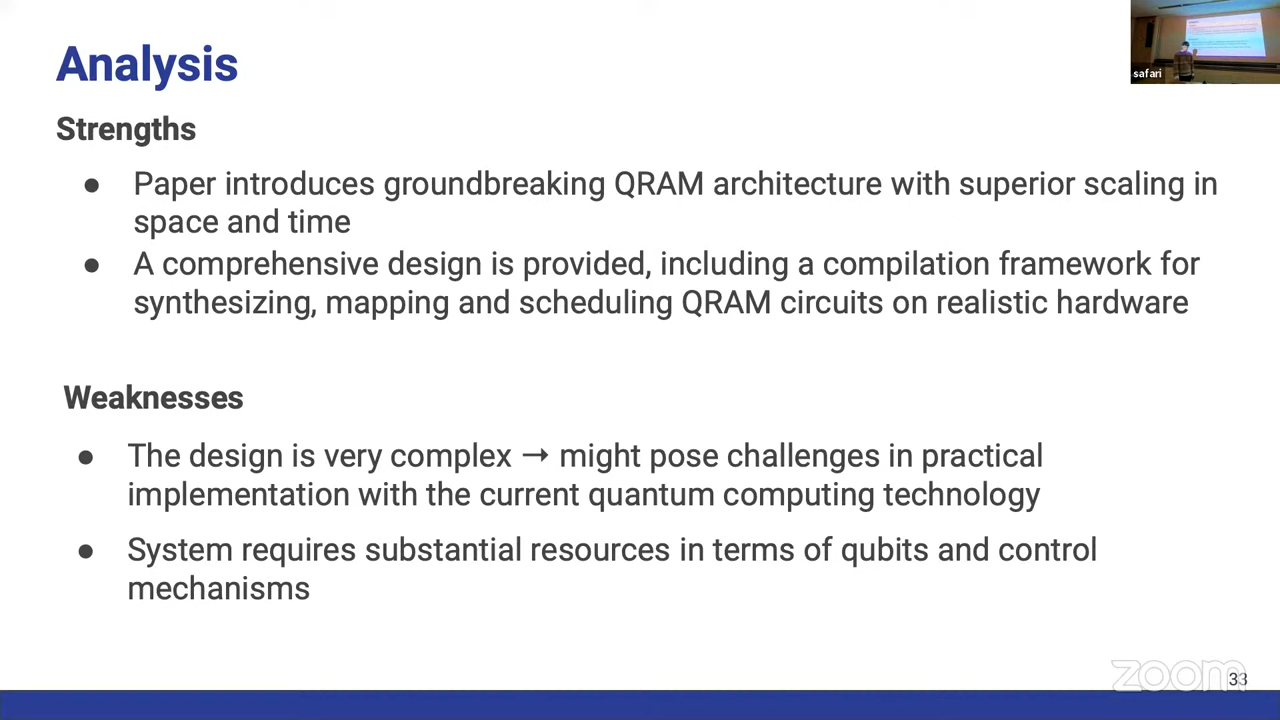 Analysis
safari
Strengths
● Paper introduces groundbreaking QRAM architecture with superior scaling in
space and time
● A comprehensive design is provided, including a compilation framework for
synthesizing, mapping and scheduling QRAM circuits on realistic hardware
Weaknesses
● The design is very complex → might pose challenges in practical
implementation with the current quantum computing technology
● System requires substantial resources in terms of qubits and control
mechanisms
zoom
33